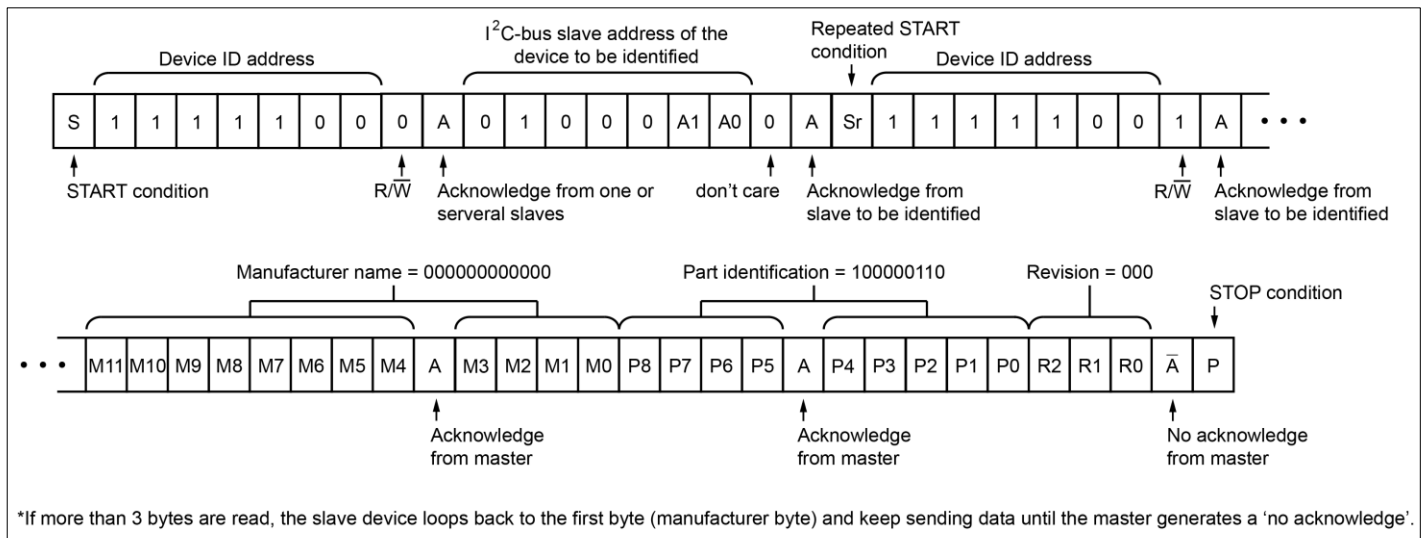 Device ID address
I²C-bus slave address of the
device to be identified
Repeated START
condition
Device ID address
S 1 1 1 1 1 0 0 0 A 0 1 0 0 0 A1 A0 0 A Sr 1 1 1 1 1 0 0 1 A • • •
START condition
R/W̅
Acknowledge from one or
serveral slaves
don't care
Acknowledge from
slave to be identified
R/W̅
Acknowledge from
slave to be identified
Manufacturer name = 000000000000
Part identification = 100000110
Revision = 000
STOP condition
• • • M11 M10 M9 M8 M7 M6 M5 M4 A M3 M2 M1 M0 P8 P7 P6 P5 A P4 P3 P2 P1 P0 R2 R1 R0 A̅ P
Acknowledge
from master
Acknowledge
from master
No acknowledge
from master
*If more than 3 bytes are read, the slave device loops back to the first byte (manufacturer byte) and keep sending data until the master generates a 'no acknowledge'.